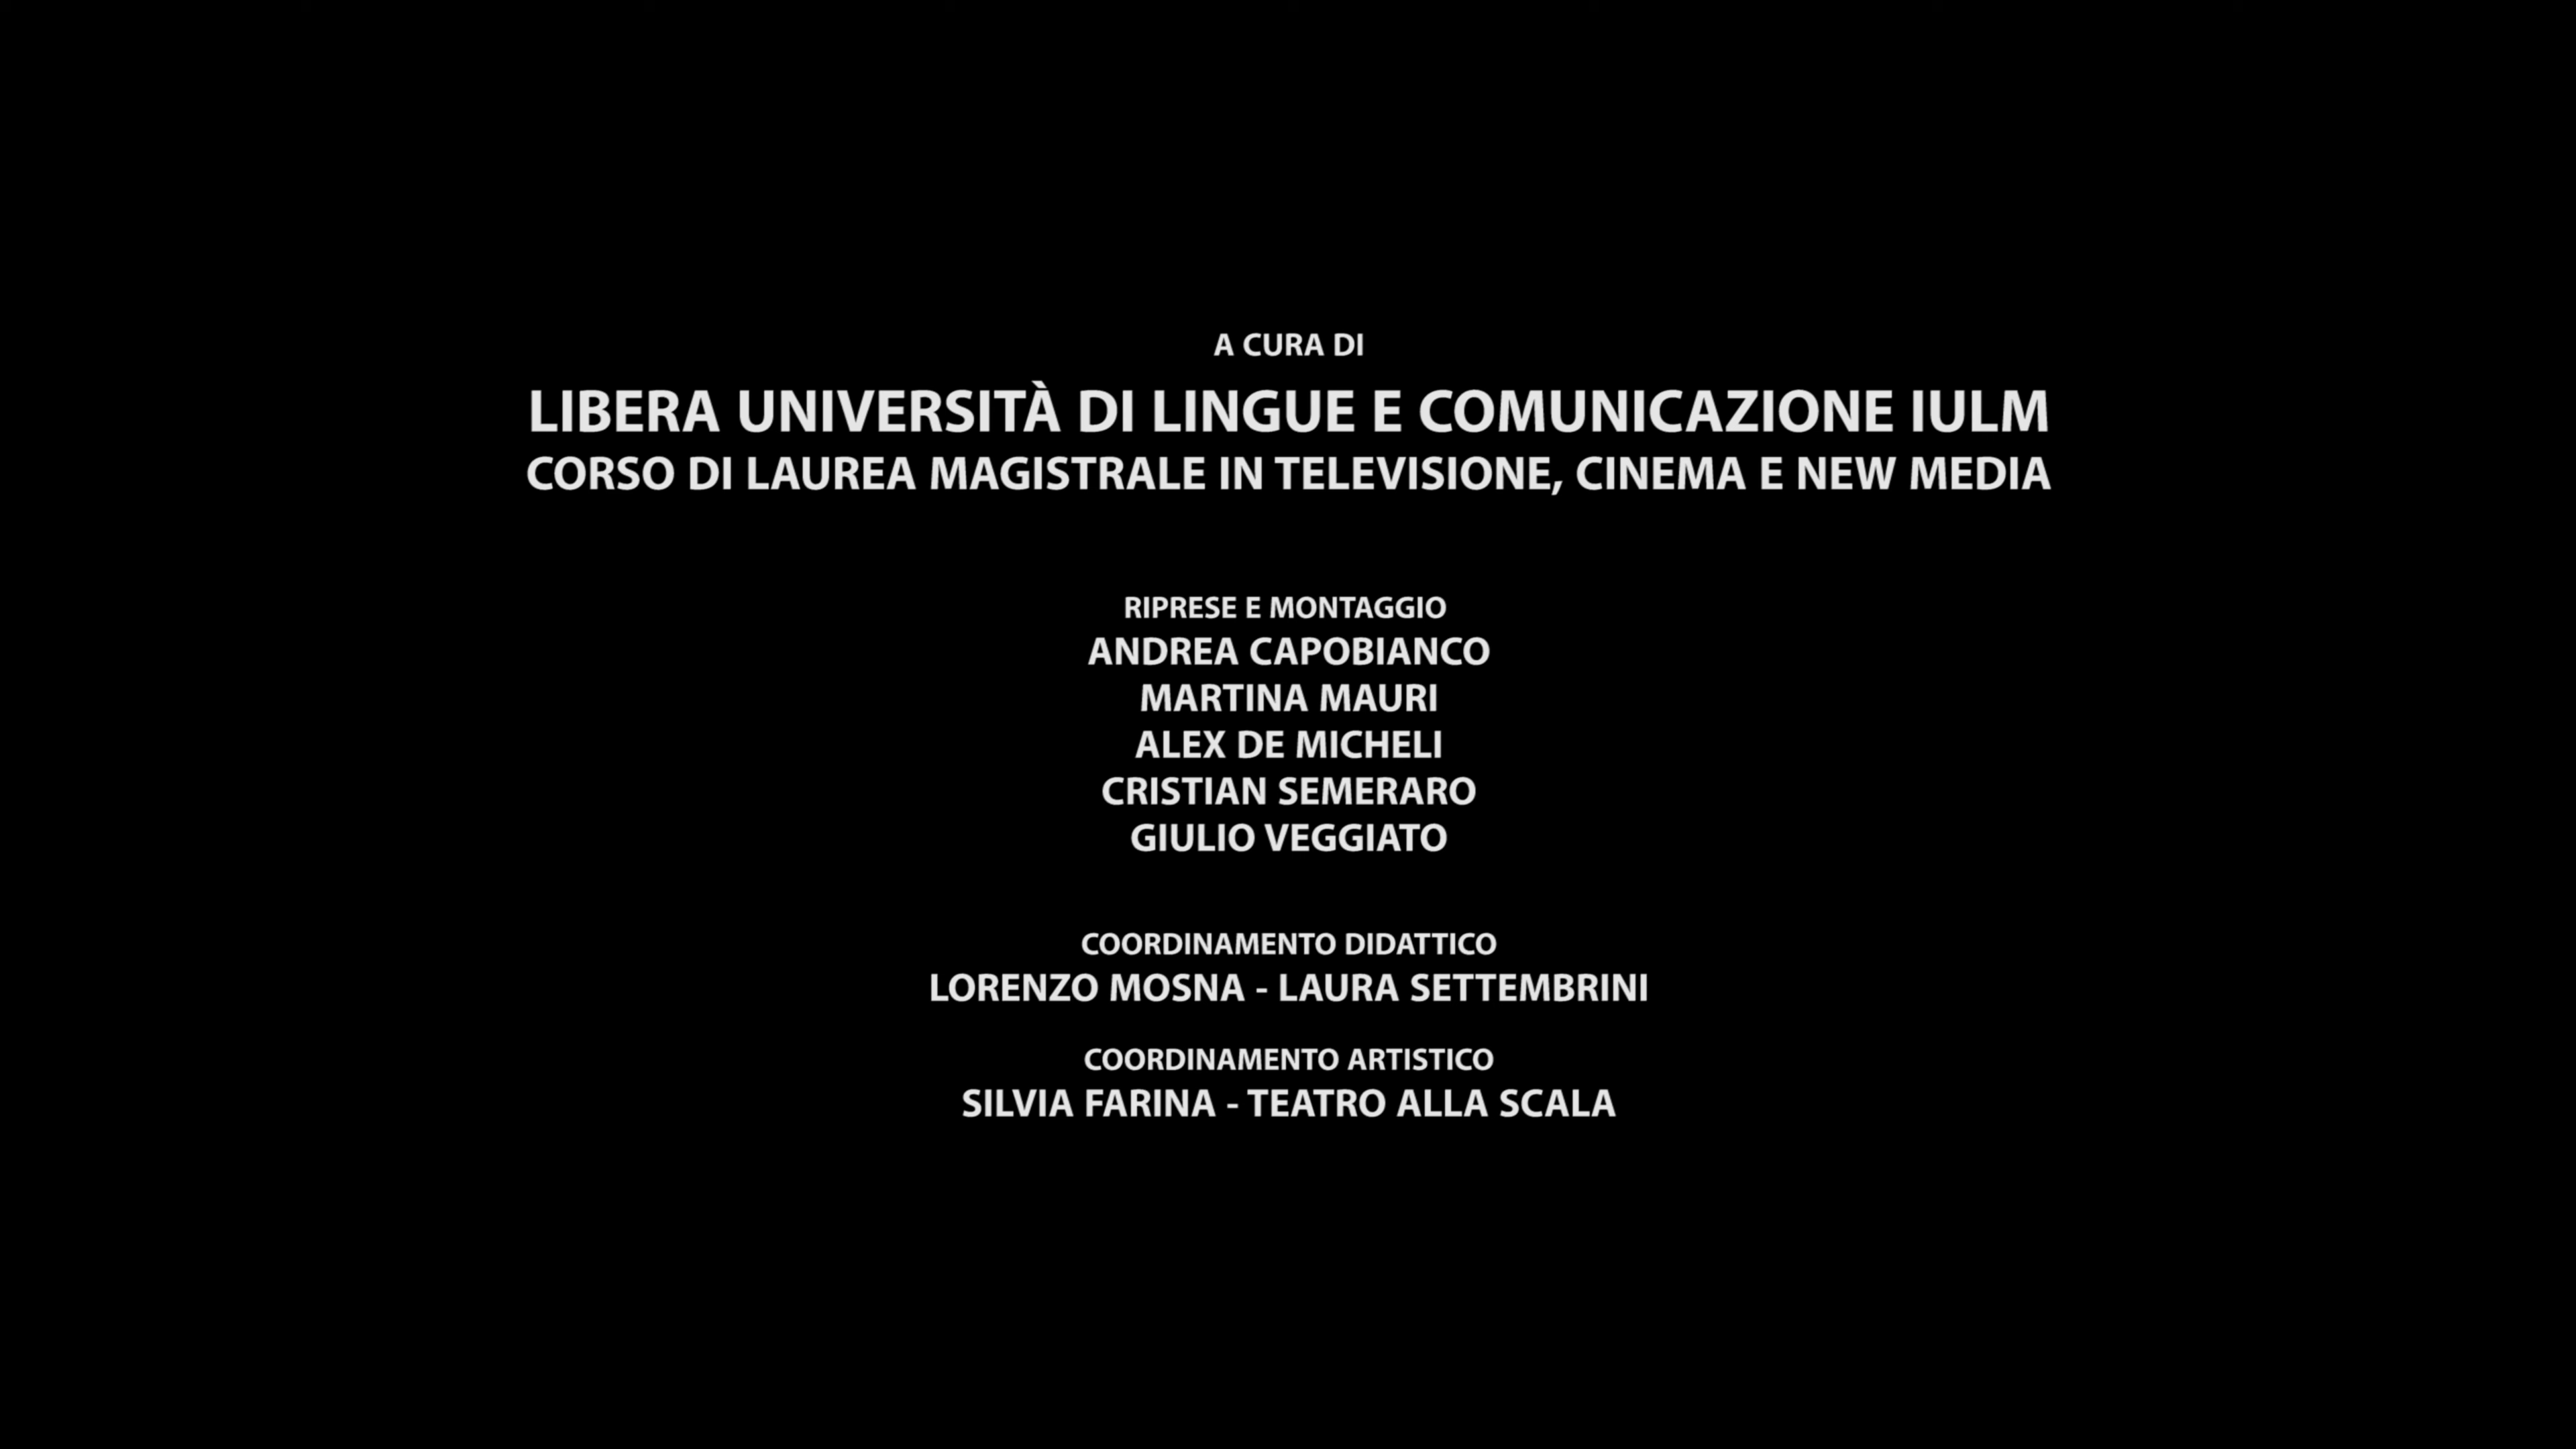 A CURA DI
LIBERA UNIVERSITÀ DI LINGUE E COMUNICAZIONE IULM
CORSO DI LAUREA MAGISTRALE IN TELEVISIONE, CINEMA E NEW MEDIA
RIPRESE E MONTAGGIO
ANDREA CAPOBIANCO
MARTINA MAURI
ALEX DE MICHELI
CRISTIAN SEMERARO
GIULIO VEGGIATO
COORDINAMENTO DIDATTICO
LORENZO MOSNA - LAURA SETTEMBRINI
COORDINAMENTO ARTISTICO
SILVIA FARINA - TEATRO ALLA SCALA